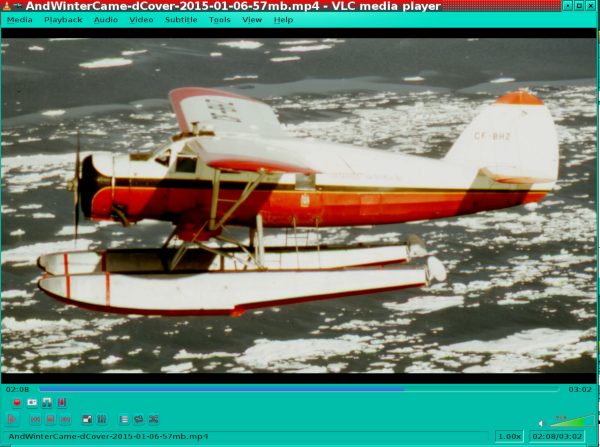 AndWinterCame-dCover-2015-01-06-57mb.mp4 - VLC media player
Media Playback Audio Video Subtitle Tools View Help
CF-BHZ
02:08 03:02
AndWinterCame-dCover-2015-01-06-57mb.mp4 1.00x 02:08/03:02